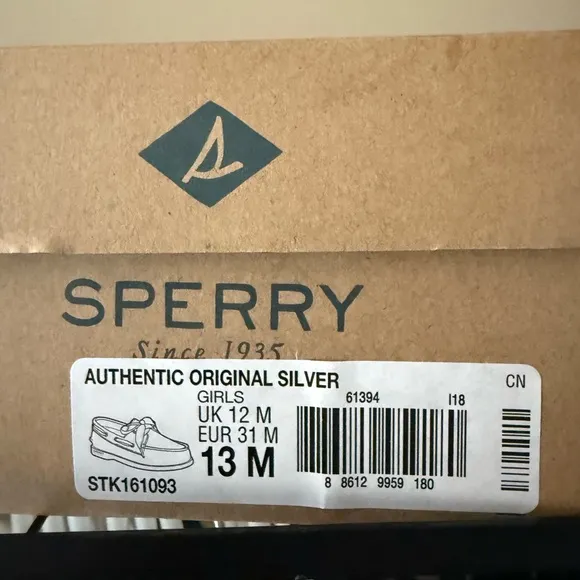 SPERRY
Since 1935
AUTHENTIC ORIGINAL SILVER
CN
GIRLS
UK 12 M
EUR 31 M
13 M
STK161093
61394 I18
8 8612 9959 180